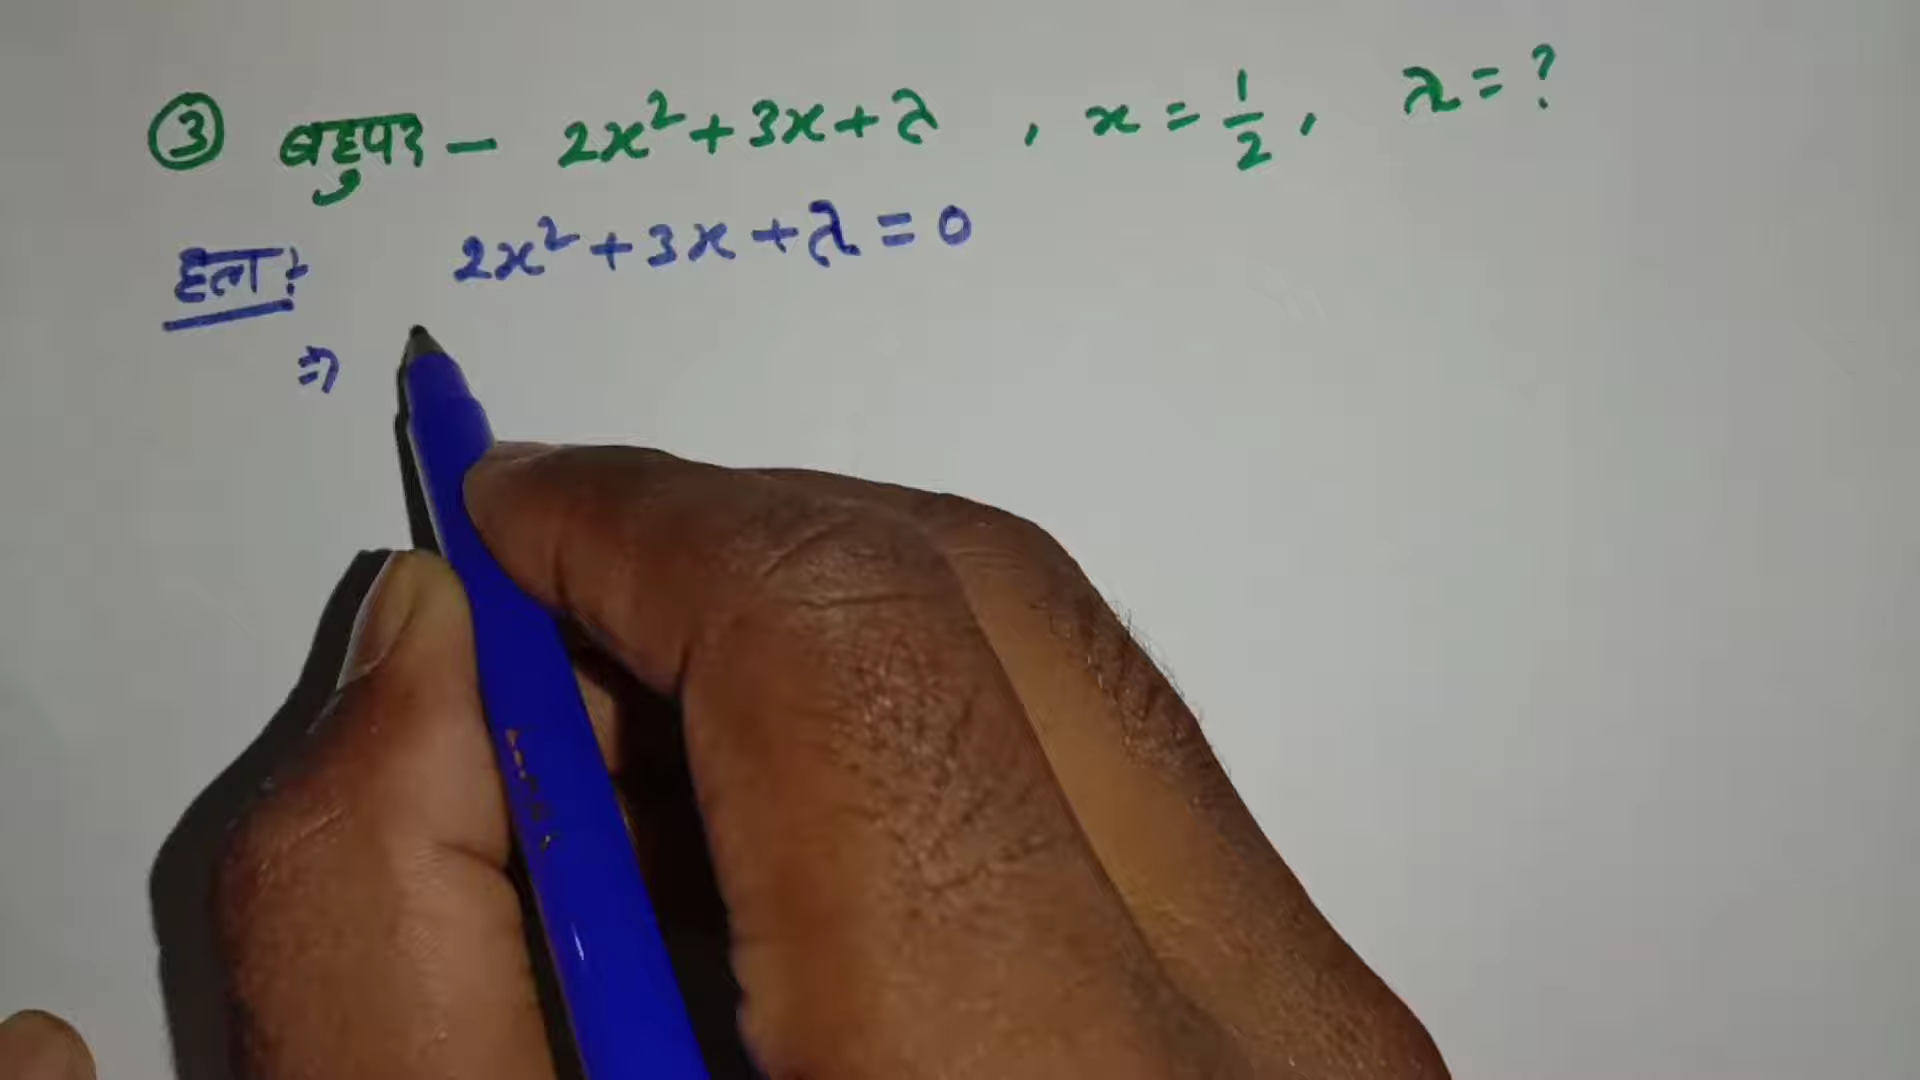 ③ बहुपद - 2x² + 3x + λ , x = 1/2 , λ = ?
हल : 2x² + 3x + λ = 0
⇒